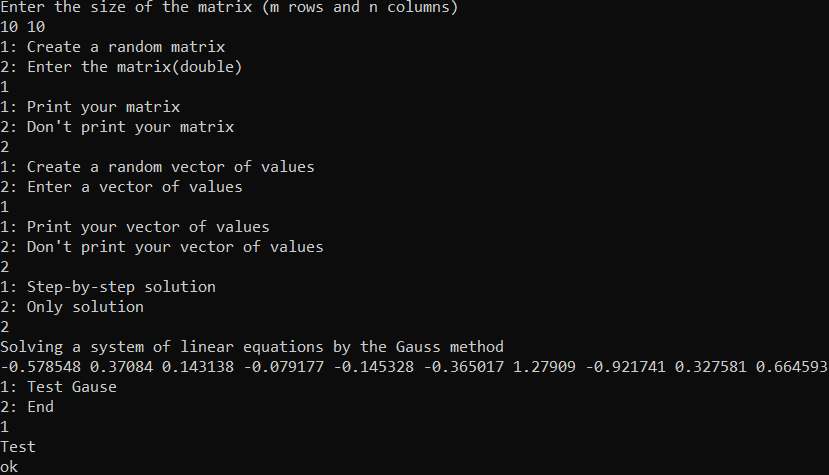 Enter the size of the matrix (m rows and n columns)
10 10
1: Create a random matrix
2: Enter the matrix(double)
1
1: Print your matrix
2: Don't print your matrix
2
1: Create a random vector of values
2: Enter a vector of values
1
1: Print your vector of values
2: Don't print your vector of values
2
1: Step-by-step solution
2: Only solution
2
Solving a system of linear equations by the Gauss method
-0.578548 0.37084 0.143138 -0.079177 -0.145328 -0.365017 1.27909 -0.921741 0.327581 0.664593
1: Test Gause
2: End
1
Test
ok